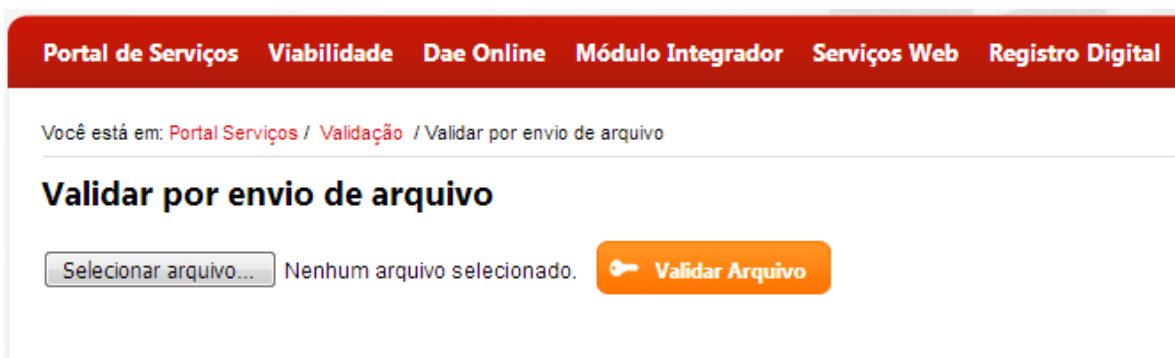 Portal de Serviços Viabilidade Dae Online Módulo Integrador Serviços Web Registro Digital
Você está em: Portal Serviços / Validação / Validar por envio de arquivo
Validar por envio de arquivo
Selecionar arquivo... Nenhum arquivo selecionado. Validar Arquivo